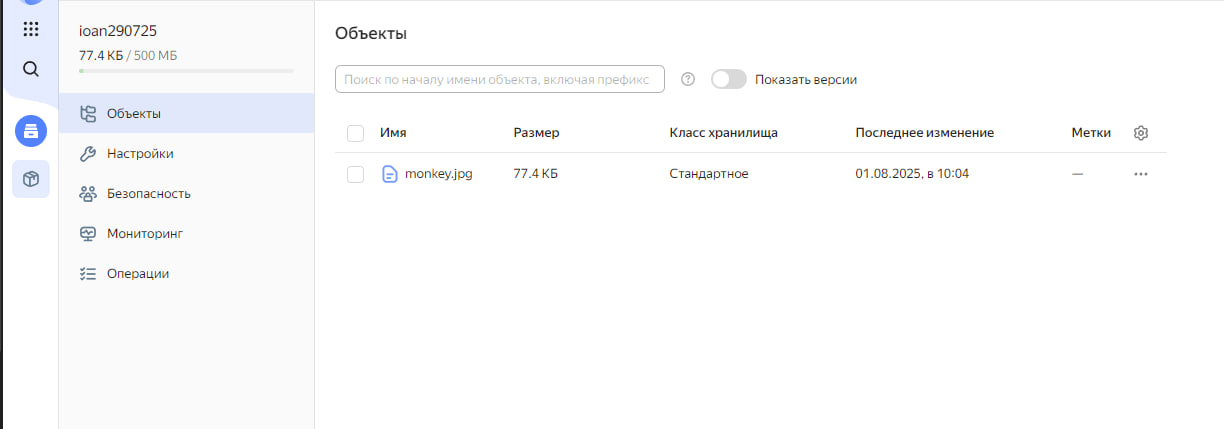 ioan290725
77.4 КБ / 500 МБ
Объекты
Настройки
Безопасность
Мониторинг
Операции
Объекты
Поиск по началу имени объекта, включая префикс
Показать версии
Имя Размер Класс хранилища Последнее изменение Метки
monkey.jpg 77.4 КБ Стандартное 01.08.2025, в 10:04 —